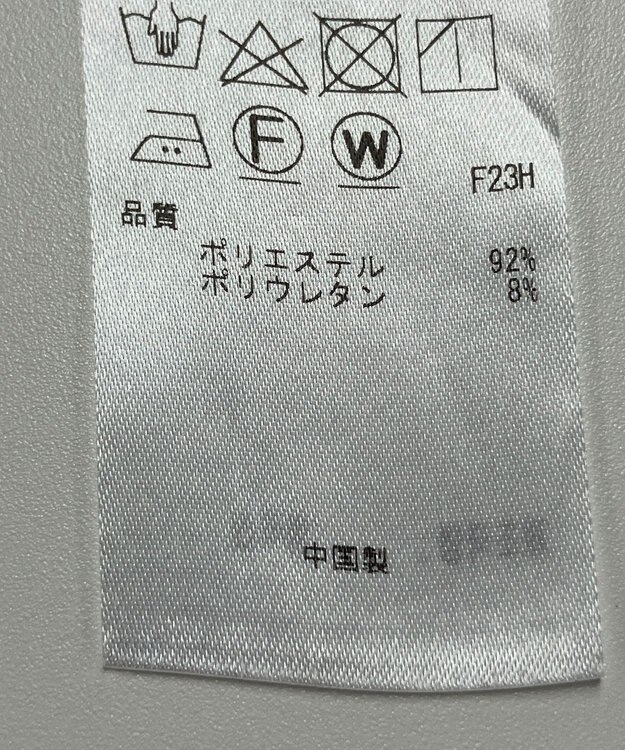 F W
F23H
品質
ポリエステル 92%
ポリウレタン 8%
中国製